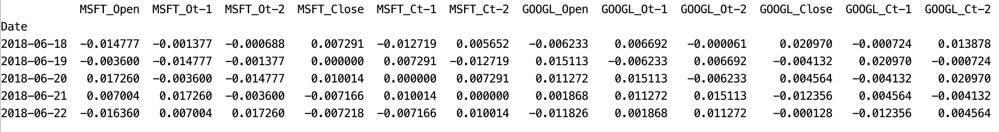 MSFT_Open MSFT_Ot-1 MSFT_Ot-2 MSFT_Close MSFT_Ct-1 MSFT_Ct-2 GOOGL_Open GOOGL_Ot-1 GOOGL_Ot-2 GOOGL_Close GOOGL_Ct-1 GOOGL_Ct-2
Date
2018-06-18 -0.014777 -0.001377 -0.000688 0.007291 -0.012719 0.005652 -0.006233 0.006692 -0.000061 0.020970 -0.000724 0.013878
2018-06-19 -0.003600 -0.014777 -0.001377 0.000000 0.007291 -0.012719 0.015113 -0.006233 0.006692 -0.004132 0.020970 -0.000724
2018-06-20 0.017260 -0.003600 -0.014777 0.010014 0.000000 0.007291 0.011272 0.015113 -0.006233 0.004564 -0.004132 0.020970
2018-06-21 0.007004 0.017260 -0.003600 -0.007166 0.010014 0.000000 0.001868 0.011272 0.015113 -0.012356 0.004564 -0.004132
2018-06-22 -0.016360 0.007004 0.017260 -0.007218 -0.007166 0.010014 -0.011826 0.001868 0.011272 -0.000128 -0.012356 0.004564